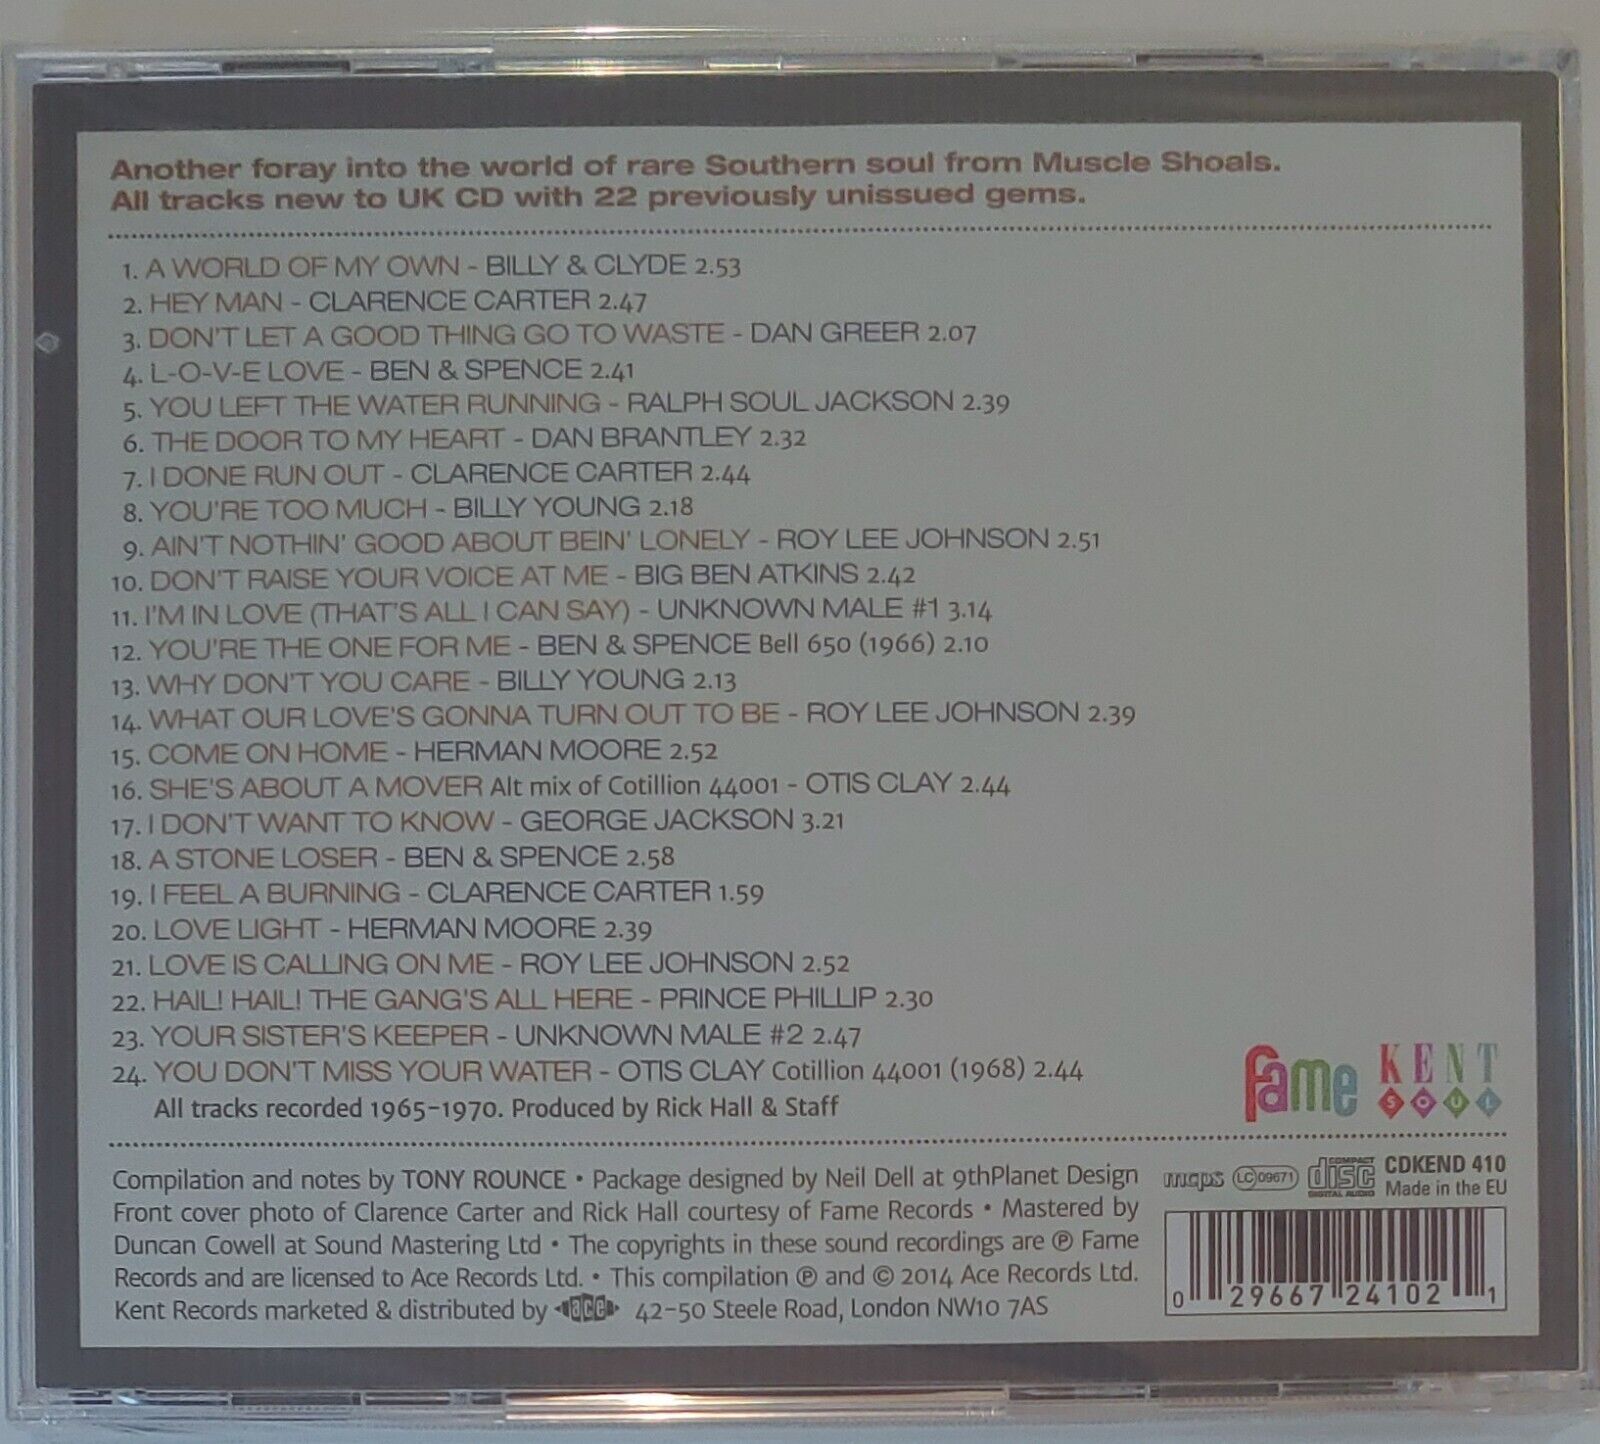 Another foray into the world of rare Southern soul from Muscle Shoals.
All tracks new to UK CD with 22 previously unissued gems.
1. A WORLD OF MY OWN - BILLY & CLYDE 2.53
2. HEY MAN - CLARENCE CARTER 2.47
3. DON'T LET A GOOD THING GO TO WASTE - DAN GREER 2.07
4. L-O-V-E LOVE - BEN & SPENCE 2.41
5. YOU LEFT THE WATER RUNNING - RALPH SOUL JACKSON 2.39
6. THE DOOR TO MY HEART - DAN BRANTLEY 2.32
7. I DONE RUN OUT - CLARENCE CARTER 2.44
8. YOU'RE TOO MUCH - BILLY YOUNG 2.18
9. AIN'T NOTHIN' GOOD ABOUT BEIN' LONELY - ROY LEE JOHNSON 2.51
10. DON'T RAISE YOUR VOICE AT ME - BIG BEN ATKINS 2.42
11. I'M IN LOVE (THAT'S ALL I CAN SAY) - UNKNOWN MALE #1 3.14
12. YOU'RE THE ONE FOR ME - BEN & SPENCE Bell 650 (1966) 2.10
13. WHY DON'T YOU CARE - BILLY YOUNG 2.13
14. WHAT OUR LOVE'S GONNA TURN OUT TO BE - ROY LEE JOHNSON 2.39
15. COME ON HOME - HERMAN MOORE 2.52
16. SHE'S ABOUT A MOVER Alt mix of Cotillion 44001 - OTIS CLAY 2.44
17. I DON'T WANT TO KNOW - GEORGE JACKSON 3.21
18. A STONE LOSER - BEN & SPENCE 2.58
19. I FEEL A BURNING - CLARENCE CARTER 1.59
20. LOVE LIGHT - HERMAN MOORE 2.39
21. LOVE IS CALLING ON ME - ROY LEE JOHNSON 2.52
22. HAIL! HAIL! THE GANG'S ALL HERE - PRINCE PHILLIP 2.30
23. YOUR SISTER'S KEEPER - UNKNOWN MALE #2 2.47
24. YOU DON'T MISS YOUR WATER - OTIS CLAY Cotillion 44001 (1968) 2.44
All tracks recorded 1965-1970. Produced by Rick Hall & Staff
fame KENT
SOUL
Compilation and notes by TONY ROUNCE • Package designed by Neil Dell at 9thPlanet Design
Front cover photo of Clarence Carter and Rick Hall courtesy of Fame Records • Mastered by
Duncan Cowell at Sound Mastering Ltd • The copyrights in these sound recordings are ℗ Fame
Records and are licensed to Ace Records Ltd. • This compilation ℗ and © 2014 Ace Records Ltd.
Kent Records marketed & distributed by ace 42-50 Steele Road, London NW10 7AS
mcps LC 09671 COMPACT disc DIGITAL AUDIO
CDKEND 410
Made in the EU
0 29667 24102 1